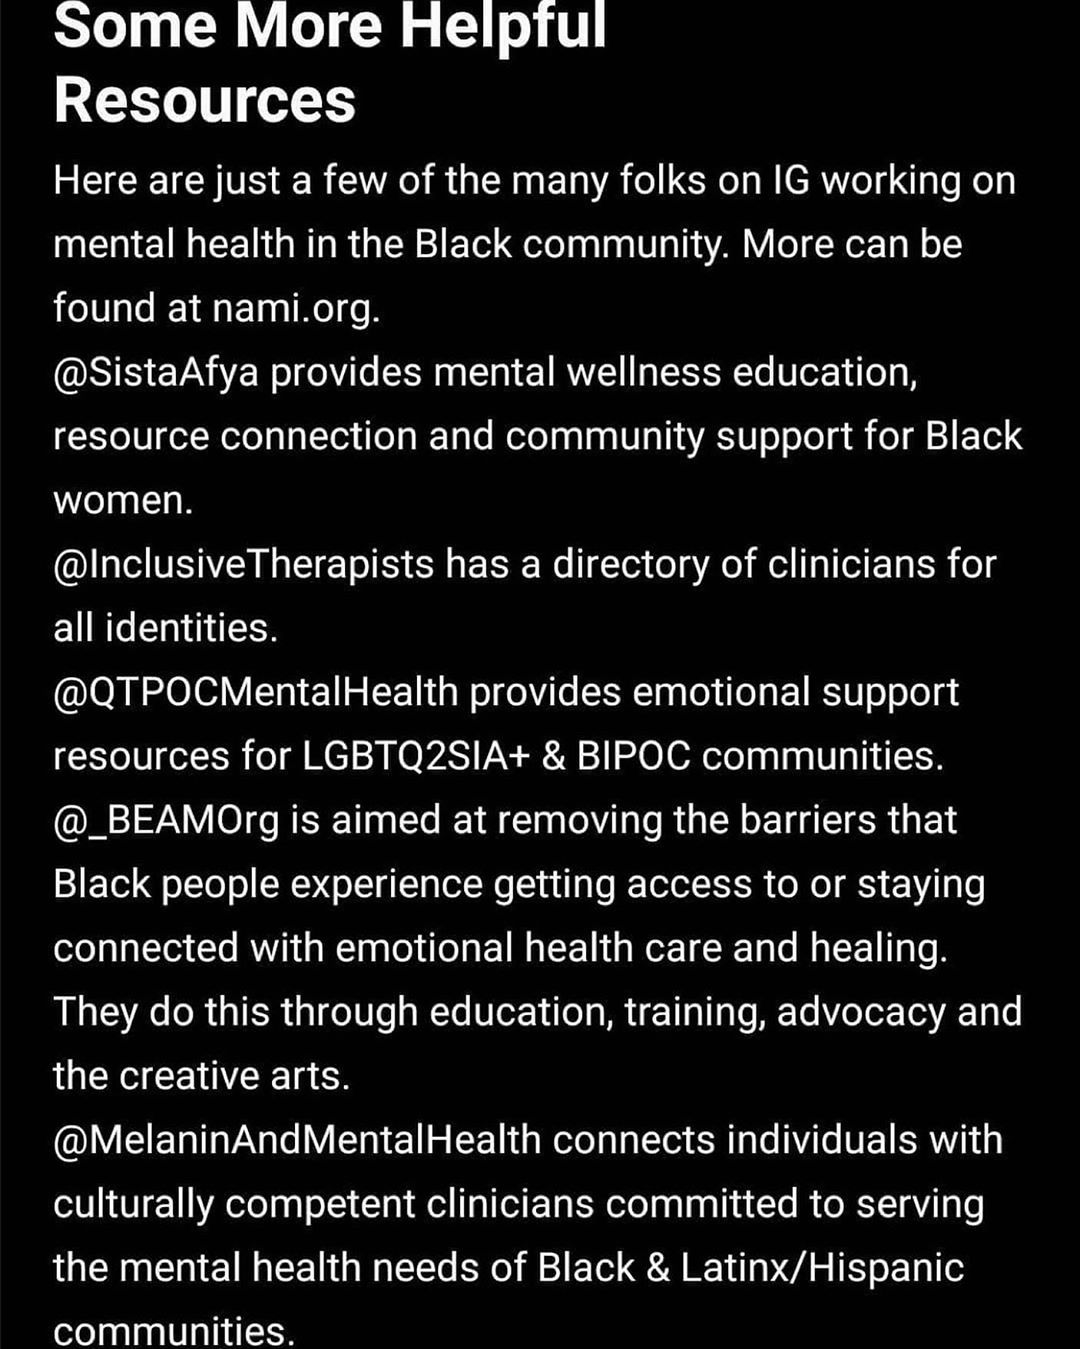 Some More Helpful
Resources
Here are just a few of the many folks on IG working on
mental health in the Black community. More can be
found at nami.org.
@SistaAfya provides mental wellness education,
resource connection and community support for Black
women.
@InclusiveTherapists has a directory of clinicians for
all identities.
@QTPOCMentalHealth provides emotional support
resources for LGBTQ2SIA+ & BIPOC communities.
@_BEAMOrg is aimed at removing the barriers that
Black people experience getting access to or staying
connected with emotional health care and healing.
They do this through education, training, advocacy and
the creative arts.
@MelaninAndMentalHealth connects individuals with
culturally competent clinicians committed to serving
the mental health needs of Black & Latinx/Hispanic
communities.